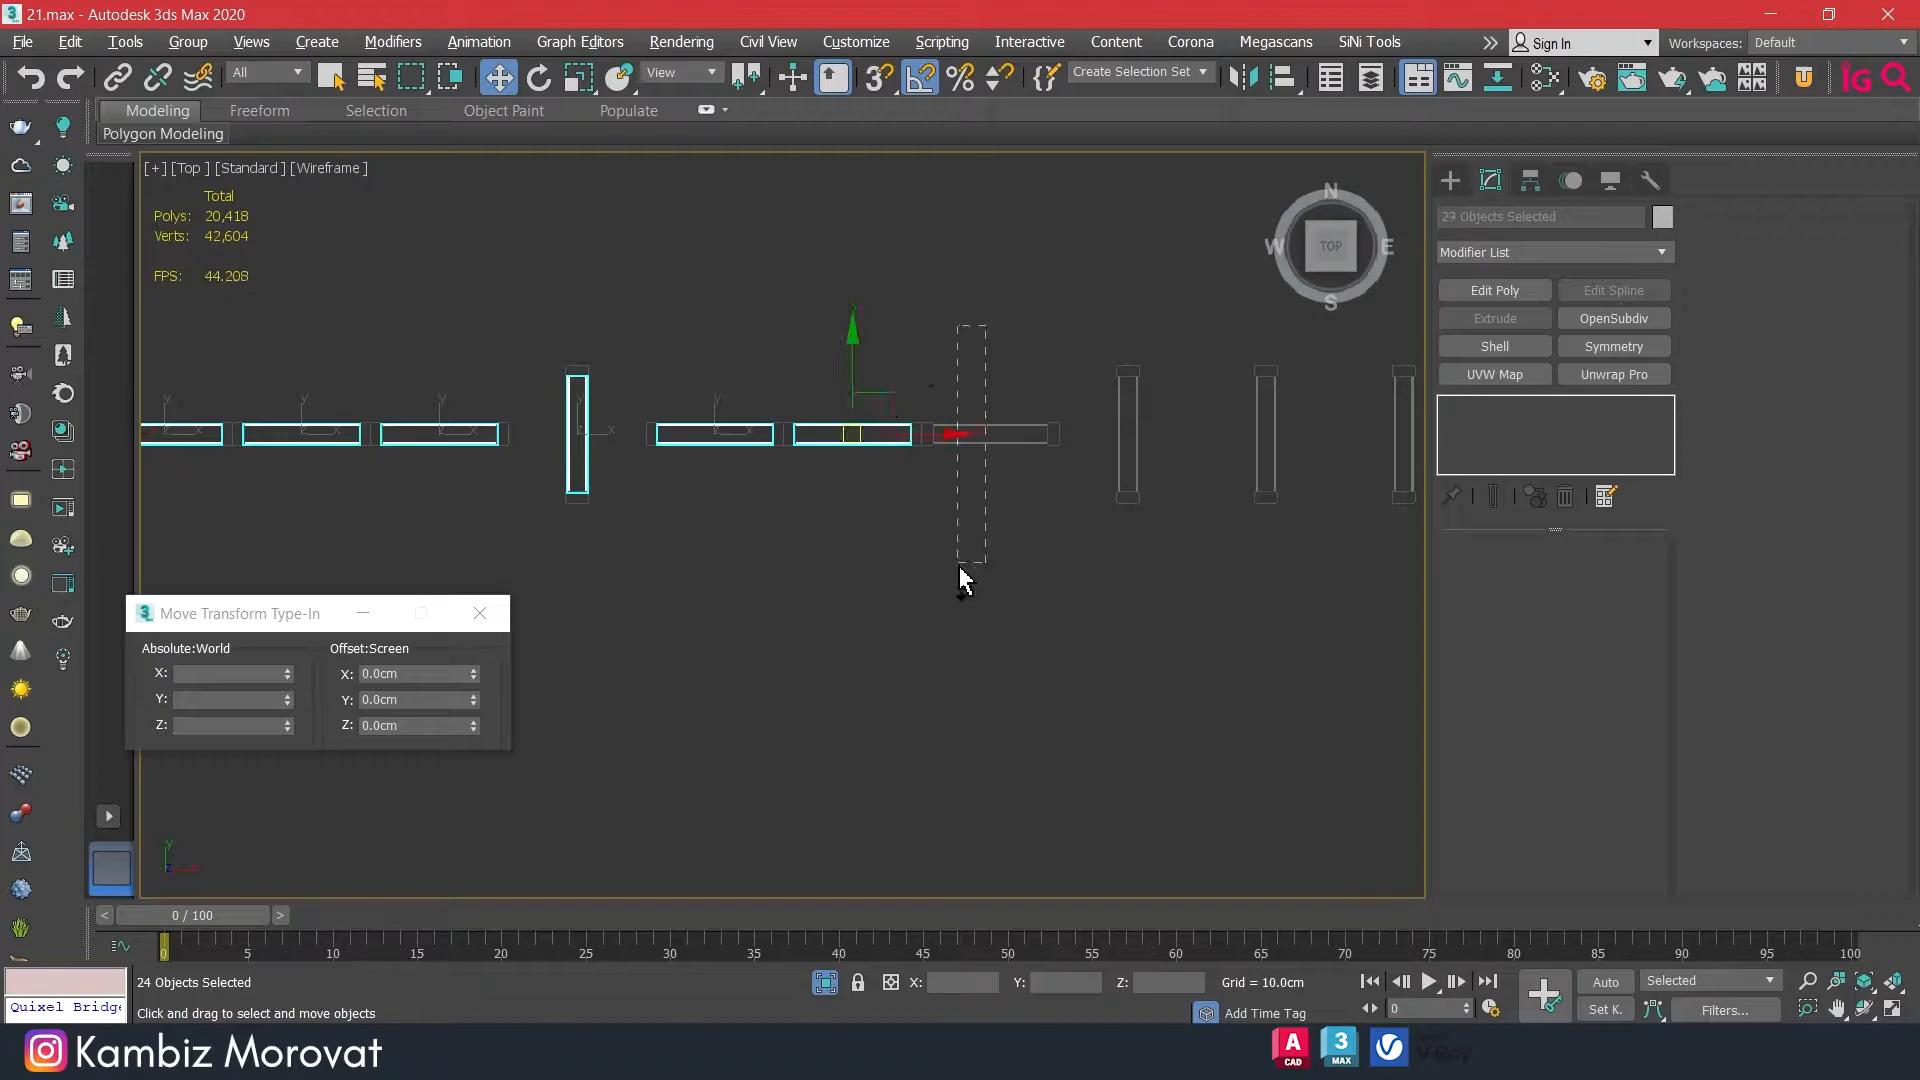 21.max - Autodesk 3ds Max 2020
File Edit Tools Group Views Create Modifiers Animation Graph Editors Rendering Civil View Customize Scripting Interactive Content Corona Megascans SiNi Tools
Sign In
Workspaces: Default
All
View
Create Selection Set
Modeling Freeform Selection Object Paint Populate
Polygon Modeling
[+] [Top ] [Standard ] [Wireframe ]
Total
Polys: 20,418
Verts: 42,604
FPS: 44.208
N
W TOP E
S
Objects Selected
Modifier List
Edit Poly Edit Spline
Extrude OpenSubdiv
Shell Symmetry
UVW Map Unwrap Pro
Move Transform Type-In
Absolute:World Offset:Screen
X: X: 0.0cm
Y: Y: 0.0cm
Z: Z: 0.0cm
< 0 / 100 >
0 5 10 15 20 25 30 35 40 45 50 55 60 65 70 75 80 85 90 95 100
24 Objects Selected
X: Y: Z: Grid = 10.0cm
Auto Selected
Quixel Bridg
Click and drag to select and move objects
Add Time Tag
0
Set K. Filters...
Kambiz Morovat
A CAD
3 MAX